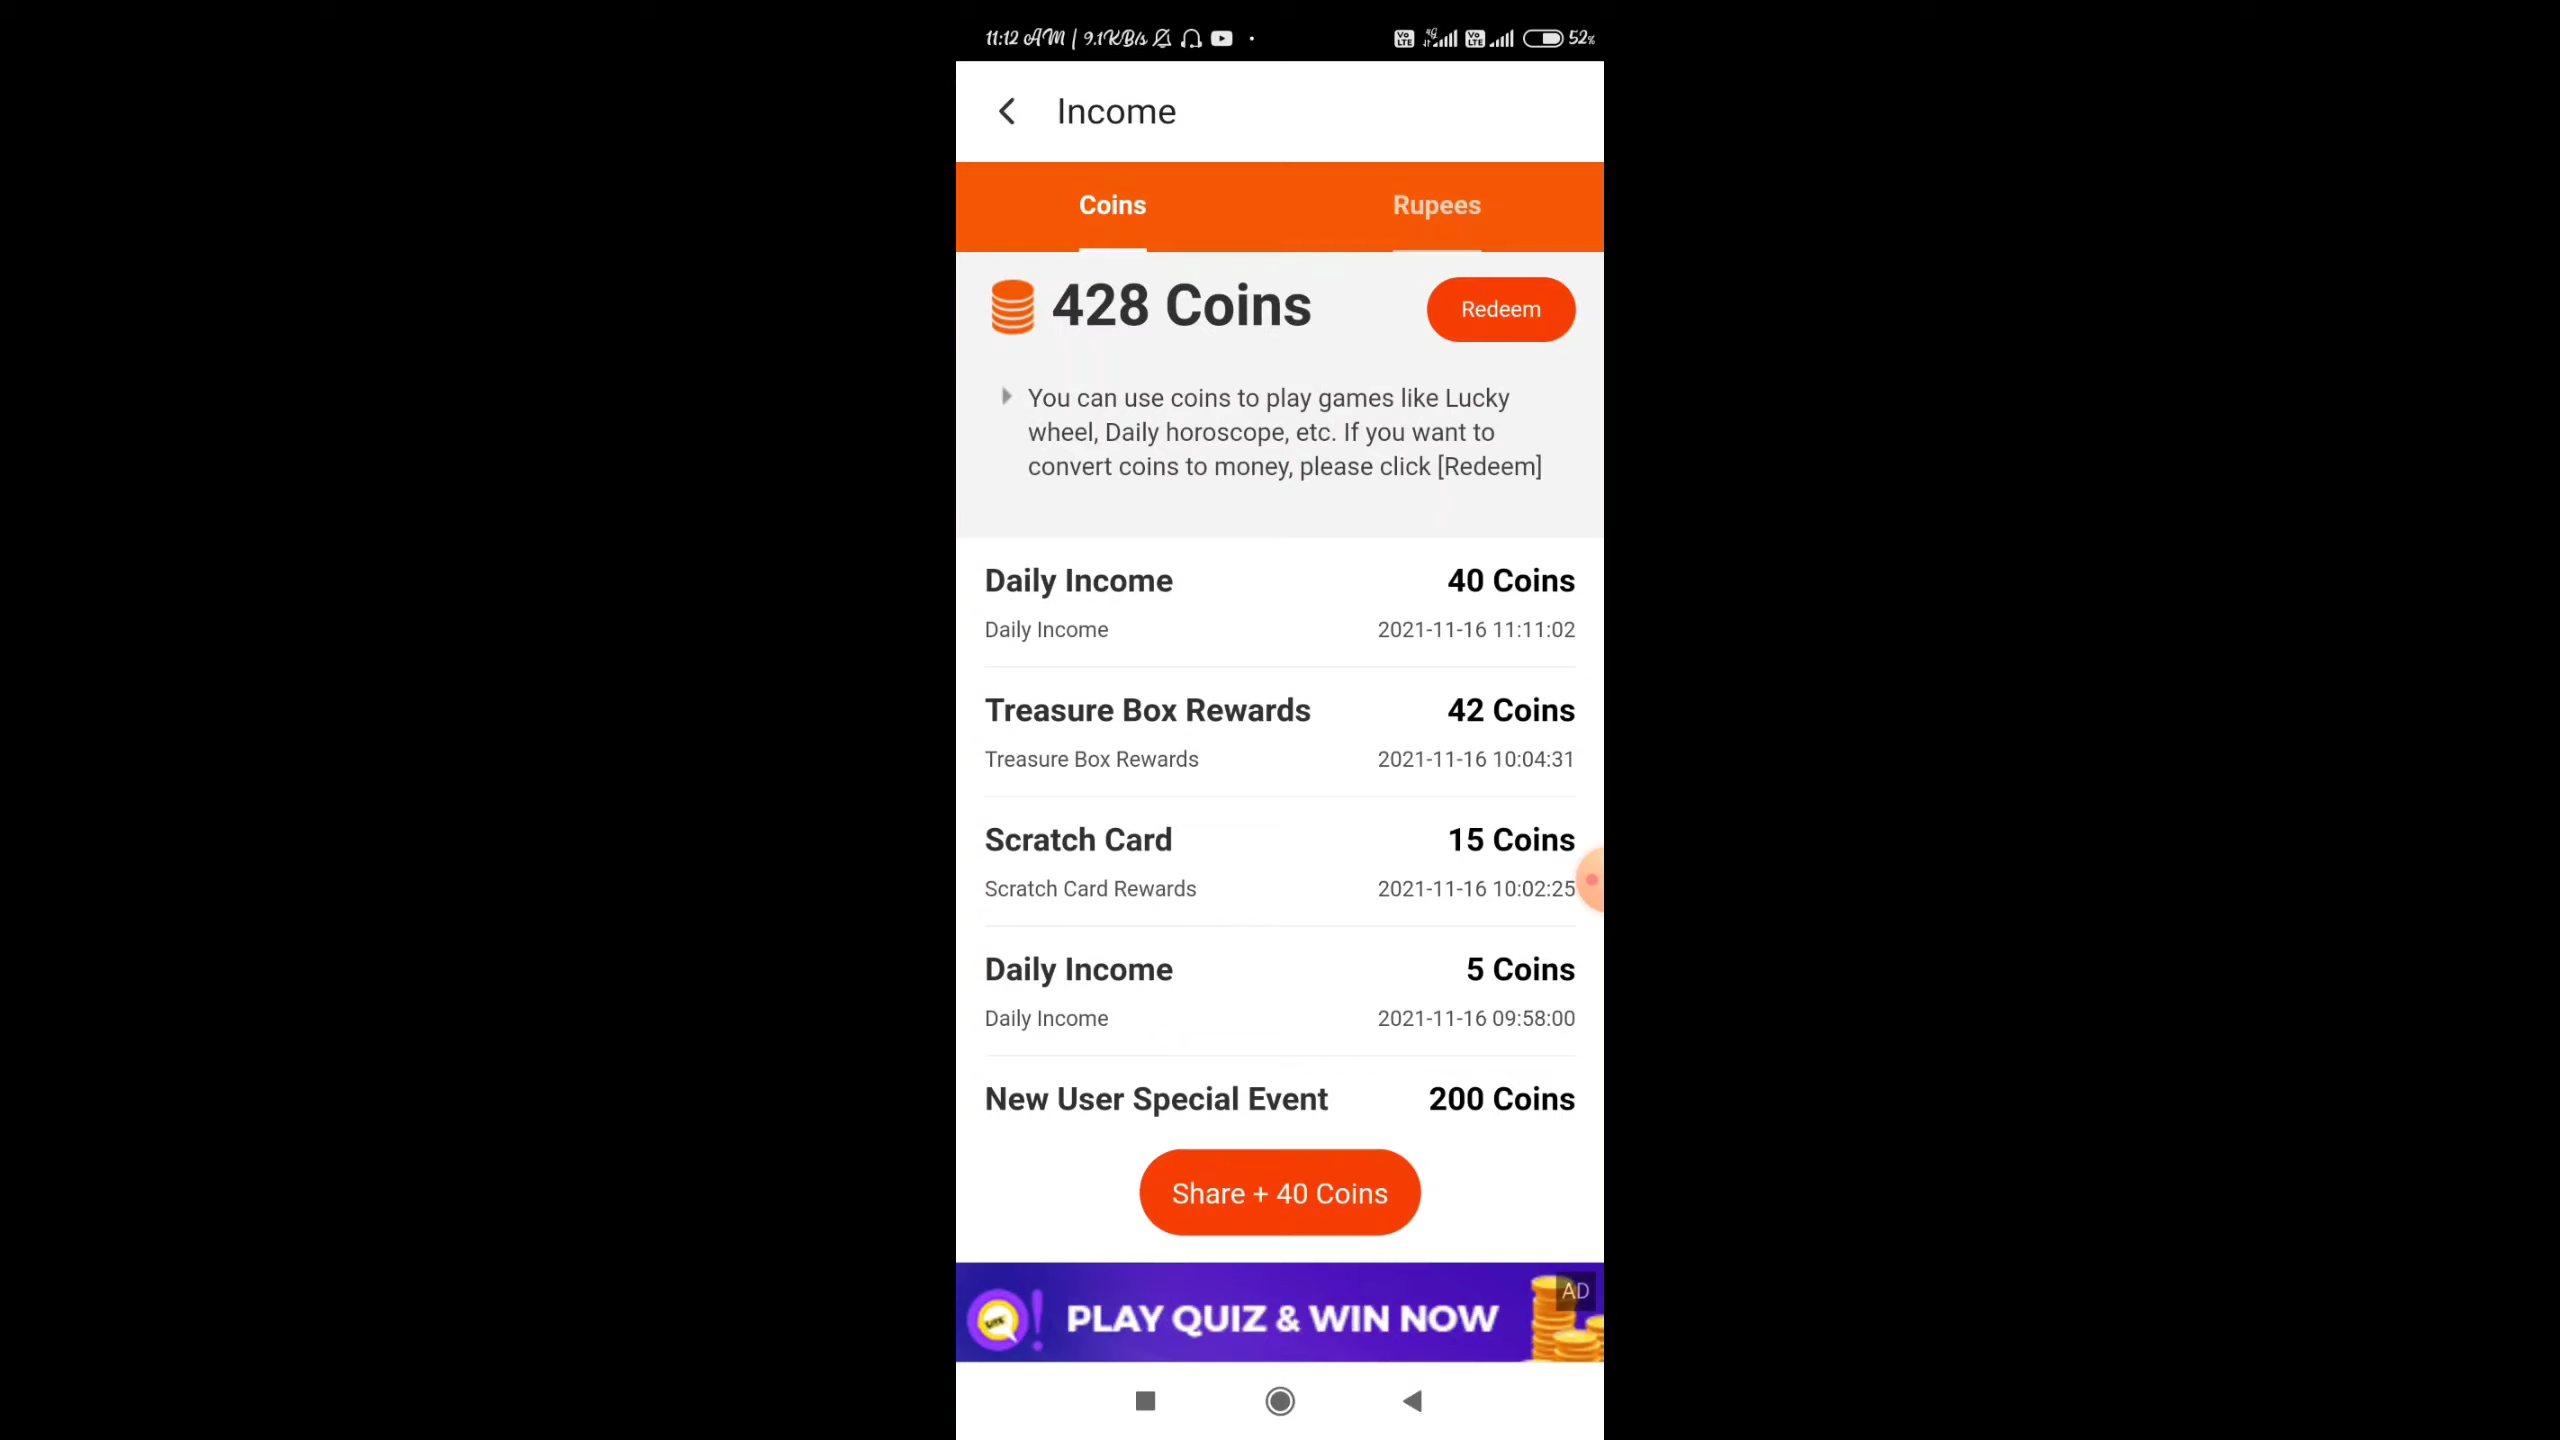 11:12 AM | 9.1KB/s
Vo LTE 4G Vo LTE 52%
Income
Coins Rupees
428 Coins Redeem
You can use coins to play games like Lucky
wheel, Daily horoscope, etc. If you want to
convert coins to money, please click [Redeem]
Daily Income 40 Coins
Daily Income 2021-11-16 11:11:02
Treasure Box Rewards 42 Coins
Treasure Box Rewards 2021-11-16 10:04:31
Scratch Card 15 Coins
Scratch Card Rewards 2021-11-16 10:02:25
Daily Income 5 Coins
Daily Income 2021-11-16 09:58:00
New User Special Event 200 Coins
Share + 40 Coins
AD
PLAY QUIZ & WIN NOW